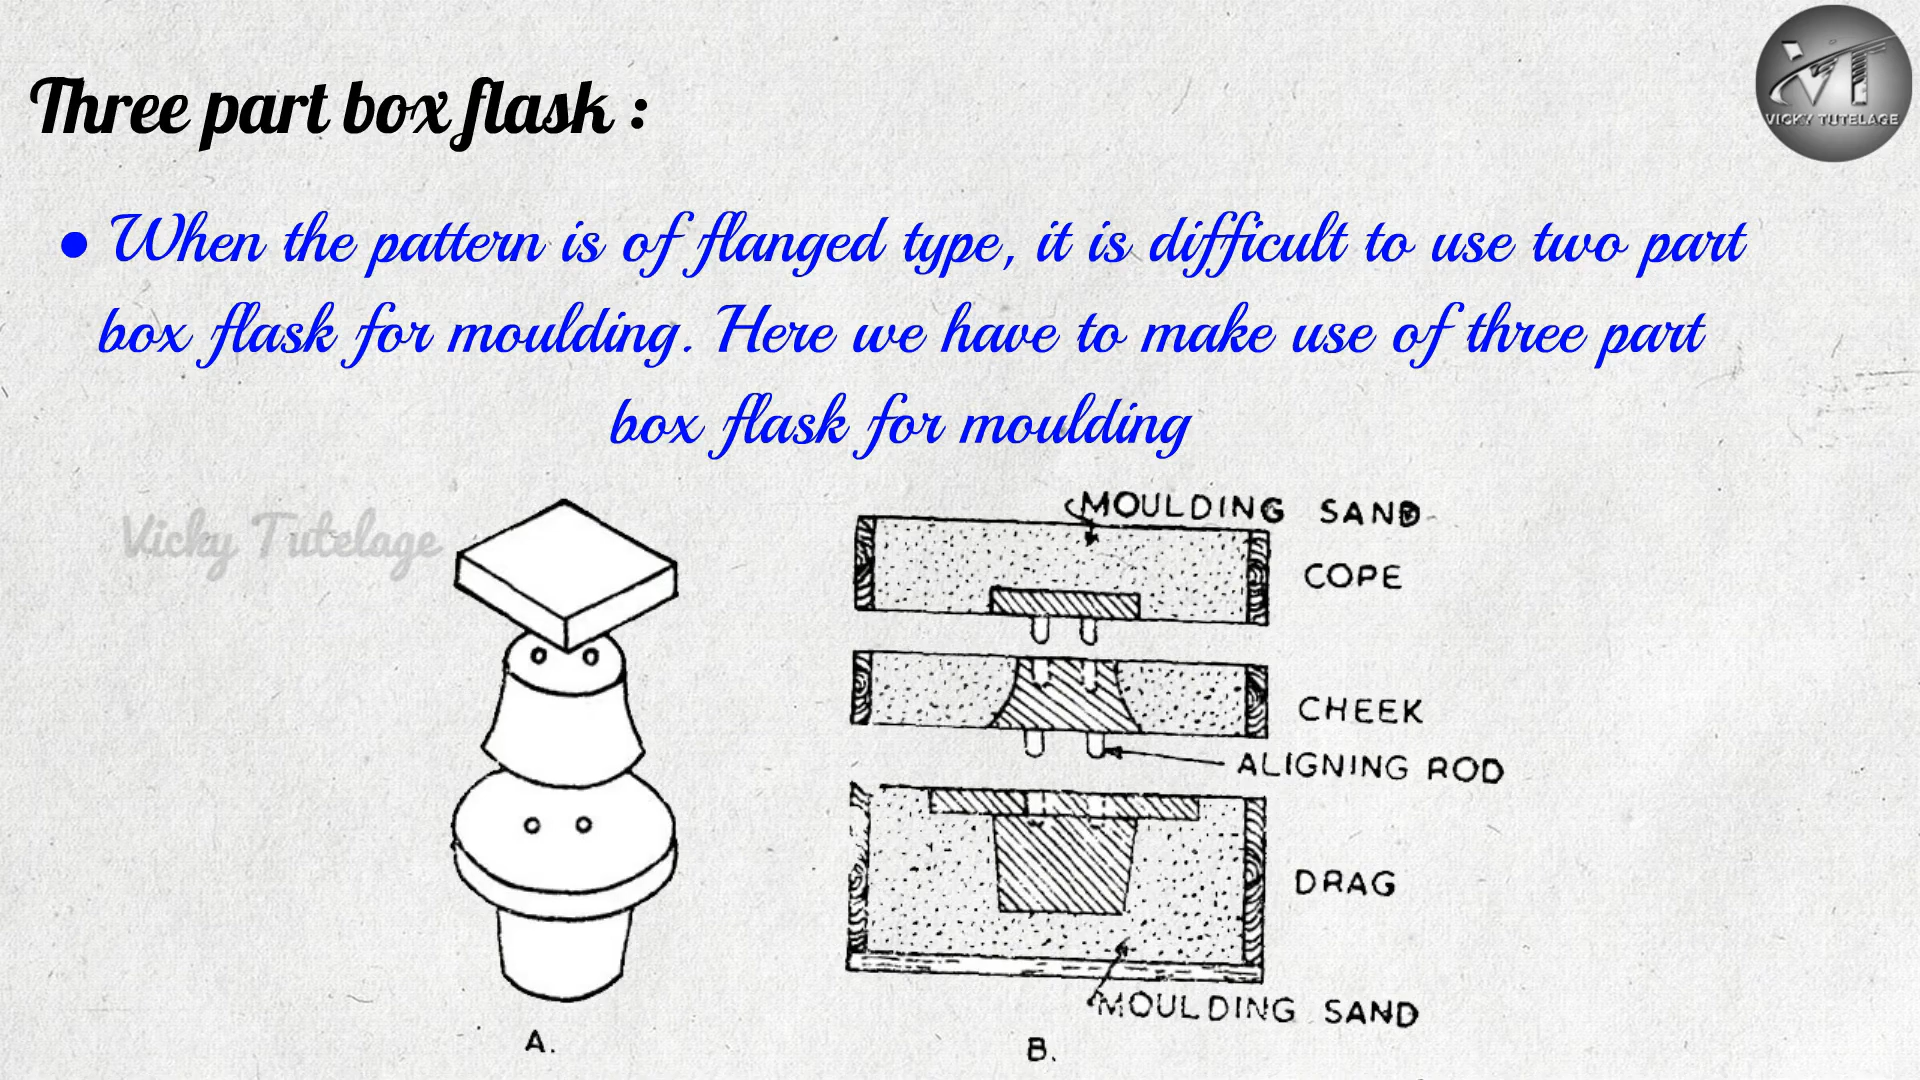 VT
VICKY TUTELAGE
Three part box flask :
• When the pattern is of flanged type, it is difficult to use two part
box flask for moulding. Here we have to make use of three part
box flask for moulding
Vicky Tutelage
MOULDING SAND
COPE
CHEEK
ALIGNING ROD
DRAG
MOULDING SAND
A.
B.